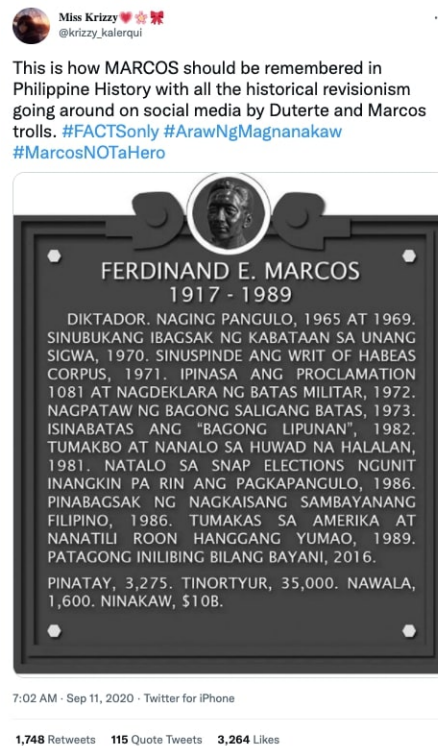 Miss Krizzy💗🌸🎀
@krizzy_kalerqui
This is how MARCOS should be remembered in
Philippine History with all the historical revisionism
going around on social media by Duterte and Marcos
trolls. #FACTSonly #ArawNgMagnanakaw
#MarcosNOTaHero
FERDINAND E. MARCOS
1917 - 1989
DIKTADOR. NAGING PANGULO, 1965 AT 1969.
SINUBUKANG IBAGSAK NG KABATAAN SA UNANG
SIGWA, 1970. SINUSPINDE ANG WRIT OF HABEAS
CORPUS, 1971. IPINASA ANG PROCLAMATION
1081 AT NAGDEKLARA NG BATAS MILITAR, 1972.
NAGPATAW NG BAGONG SALIGANG BATAS, 1973.
ISINABATAS ANG “BAGONG LIPUNAN”, 1982.
TUMAKBO AT NANALO SA HUWAD NA HALALAN,
1981. NATALO SA SNAP ELECTIONS NGUNIT
INANGKIN PA RIN ANG PAGKAPANGULO, 1986.
PINABAGSAK NG NAGKAISANG SAMBAYANANG
FILIPINO, 1986. TUMAKAS SA AMERIKA AT
NANATILI ROON HANGGANG YUMAO, 1989.
PATAGONG INILIBING BILANG BAYANI, 2016.
PINATAY, 3,275. TINORTYUR, 35,000. NAWALA,
1,600. NINAKAW, $10B.
7:02 AM · Sep 11, 2020 · Twitter for iPhone
1,748 Retweets 115 Quote Tweets 3,264 Likes